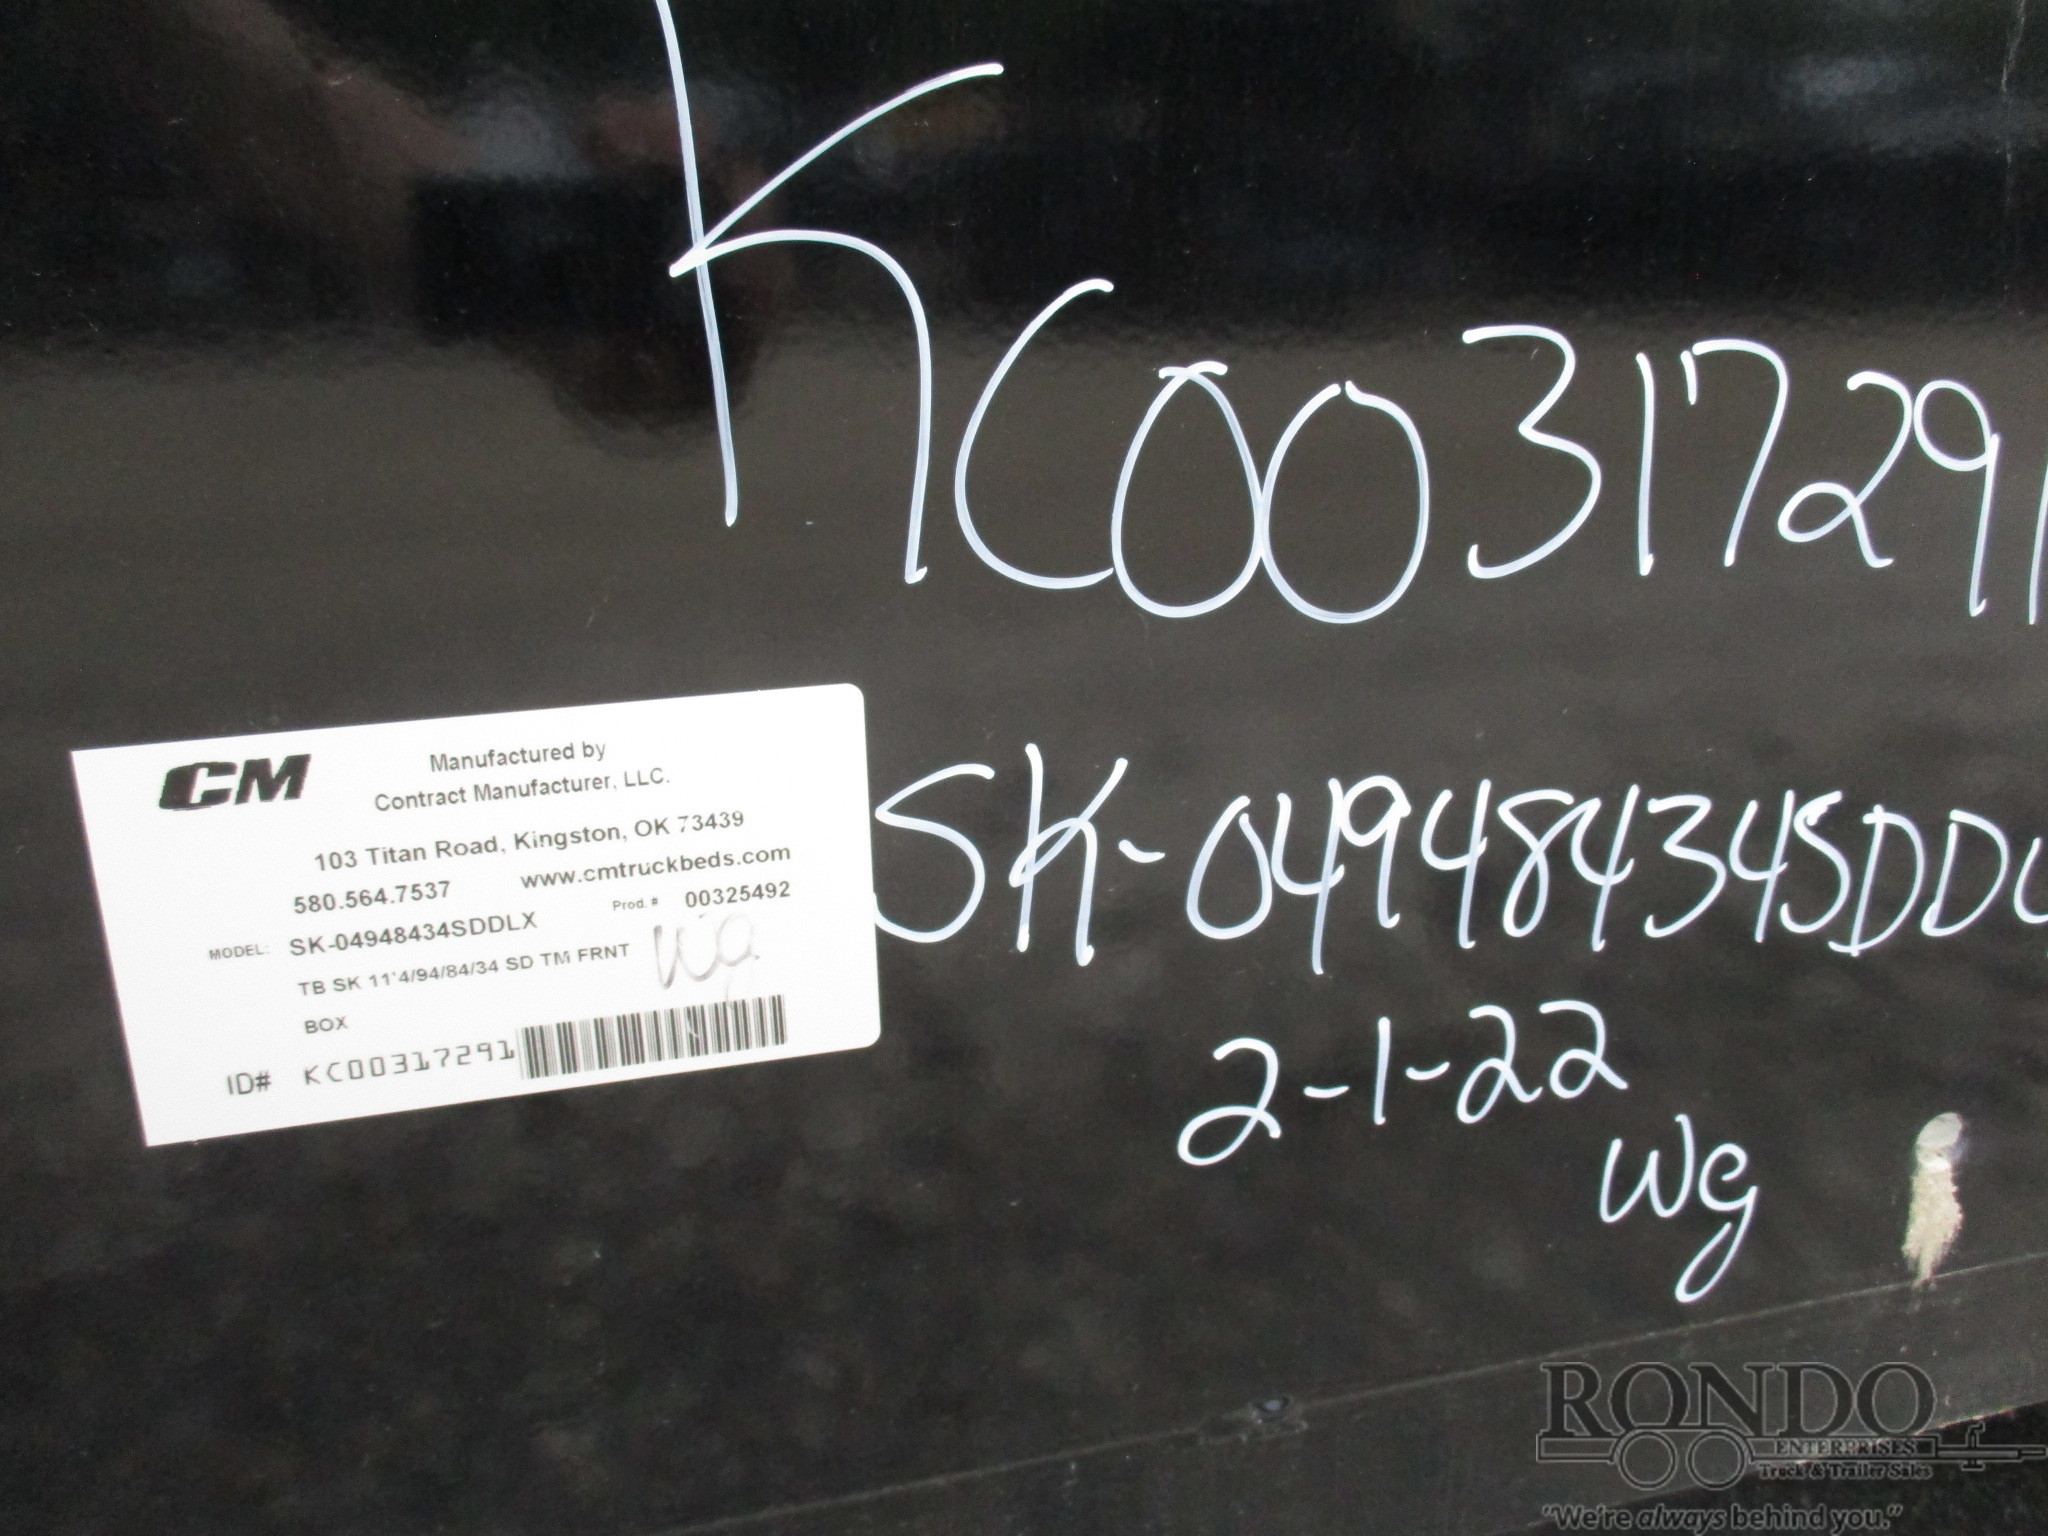 KC00317291
CM
Manufactured by
Contract Manufacturer, LLC.
103 Titan Road, Kingston, OK 73439
580.564.7537 www.cmtruckbeds.com
Prod. # 00325492
MODEL: SK-04948434SDDLX
TB SK 11'4/94/84/34 SD TM FRNT
BOX
Wg
ID# KC00317291
SK-04948434SDDL
2-1-22
Wg
RONDO
ENTERPRISES
Truck & Trailer Sales
"We're always behind you."